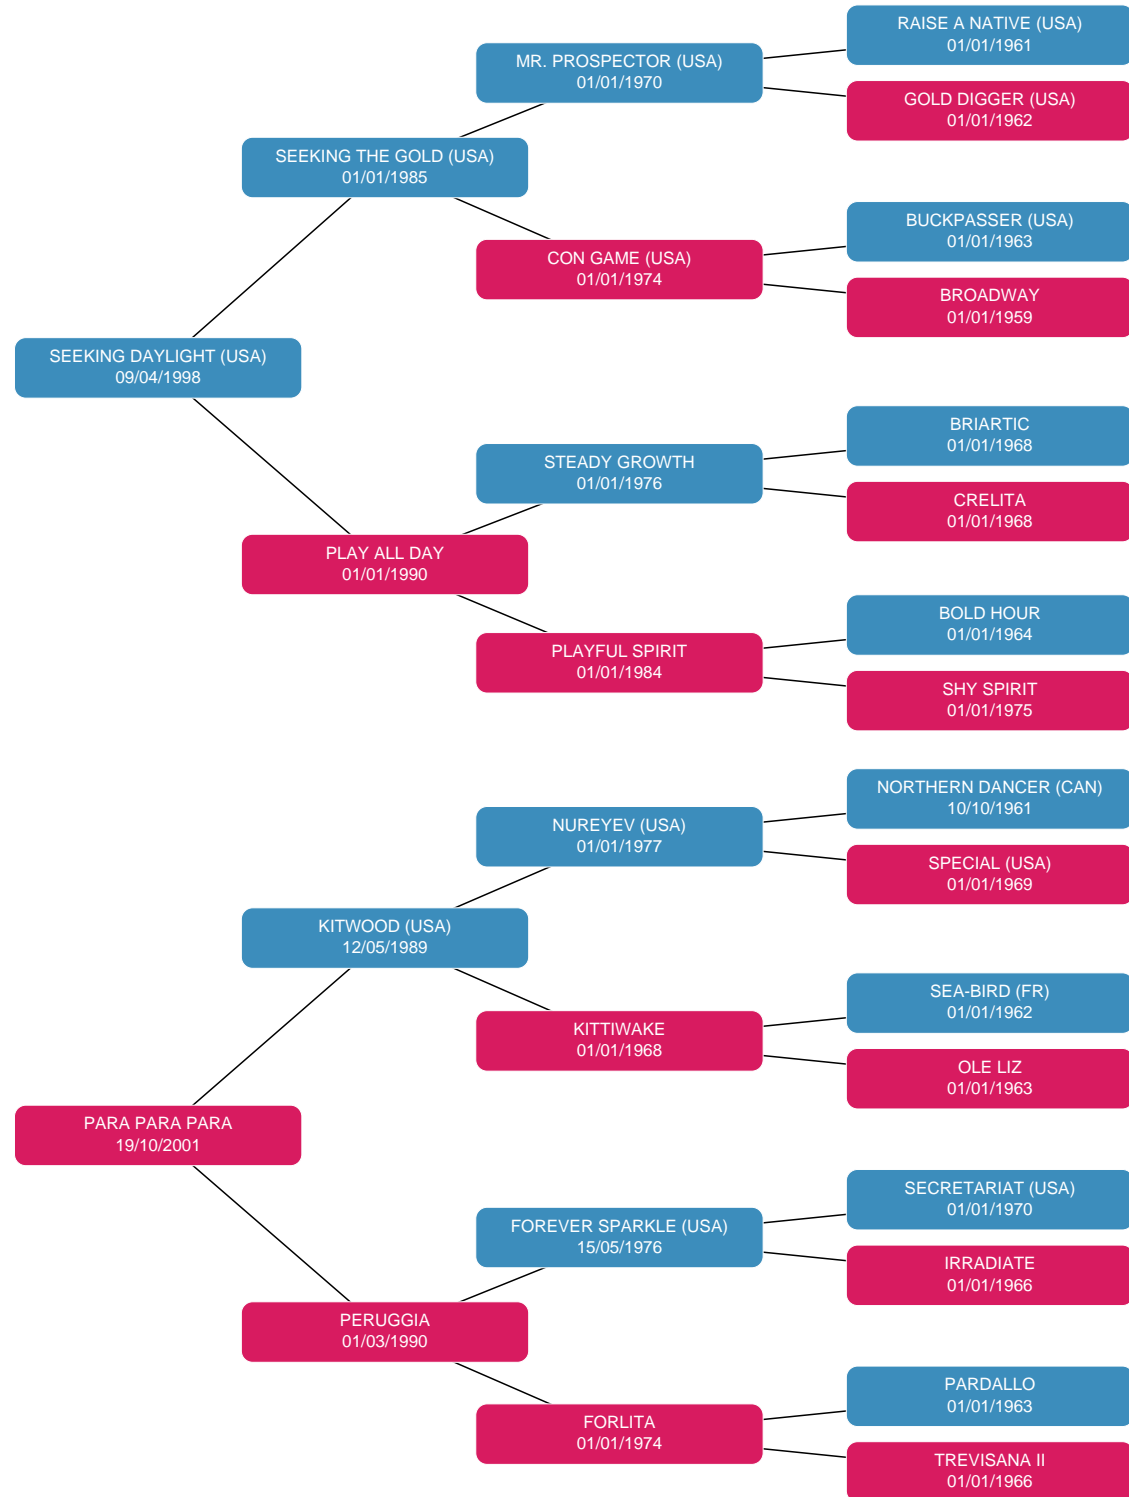 RAISE A NATIVE (USA)
01/01/1961
MR. PROSPECTOR (USA)
01/01/1970
GOLD DIGGER (USA)
01/01/1962
SEEKING THE GOLD (USA)
01/01/1985
BUCKPASSER (USA)
01/01/1963
CON GAME (USA)
01/01/1974
BROADWAY
01/01/1959
SEEKING DAYLIGHT (USA)
09/04/1998
BRIARTIC
01/01/1968
STEADY GROWTH
01/01/1976
CRELITA
01/01/1968
PLAY ALL DAY
01/01/1990
BOLD HOUR
01/01/1964
PLAYFUL SPIRIT
01/01/1984
SHY SPIRIT
01/01/1975
NORTHERN DANCER (CAN)
10/10/1961
NUREYEV (USA)
01/01/1977
SPECIAL (USA)
01/01/1969
KITWOOD (USA)
12/05/1989
SEA-BIRD (FR)
01/01/1962
KITTIWAKE
01/01/1968
OLE LIZ
01/01/1963
PARA PARA PARA
19/10/2001
SECRETARIAT (USA)
01/01/1970
FOREVER SPARKLE (USA)
15/05/1976
IRRADIATE
01/01/1966
PERUGGIA
01/03/1990
PARDALLO
01/01/1963
FORLITA
01/01/1974
TREVISANA II
01/01/1966